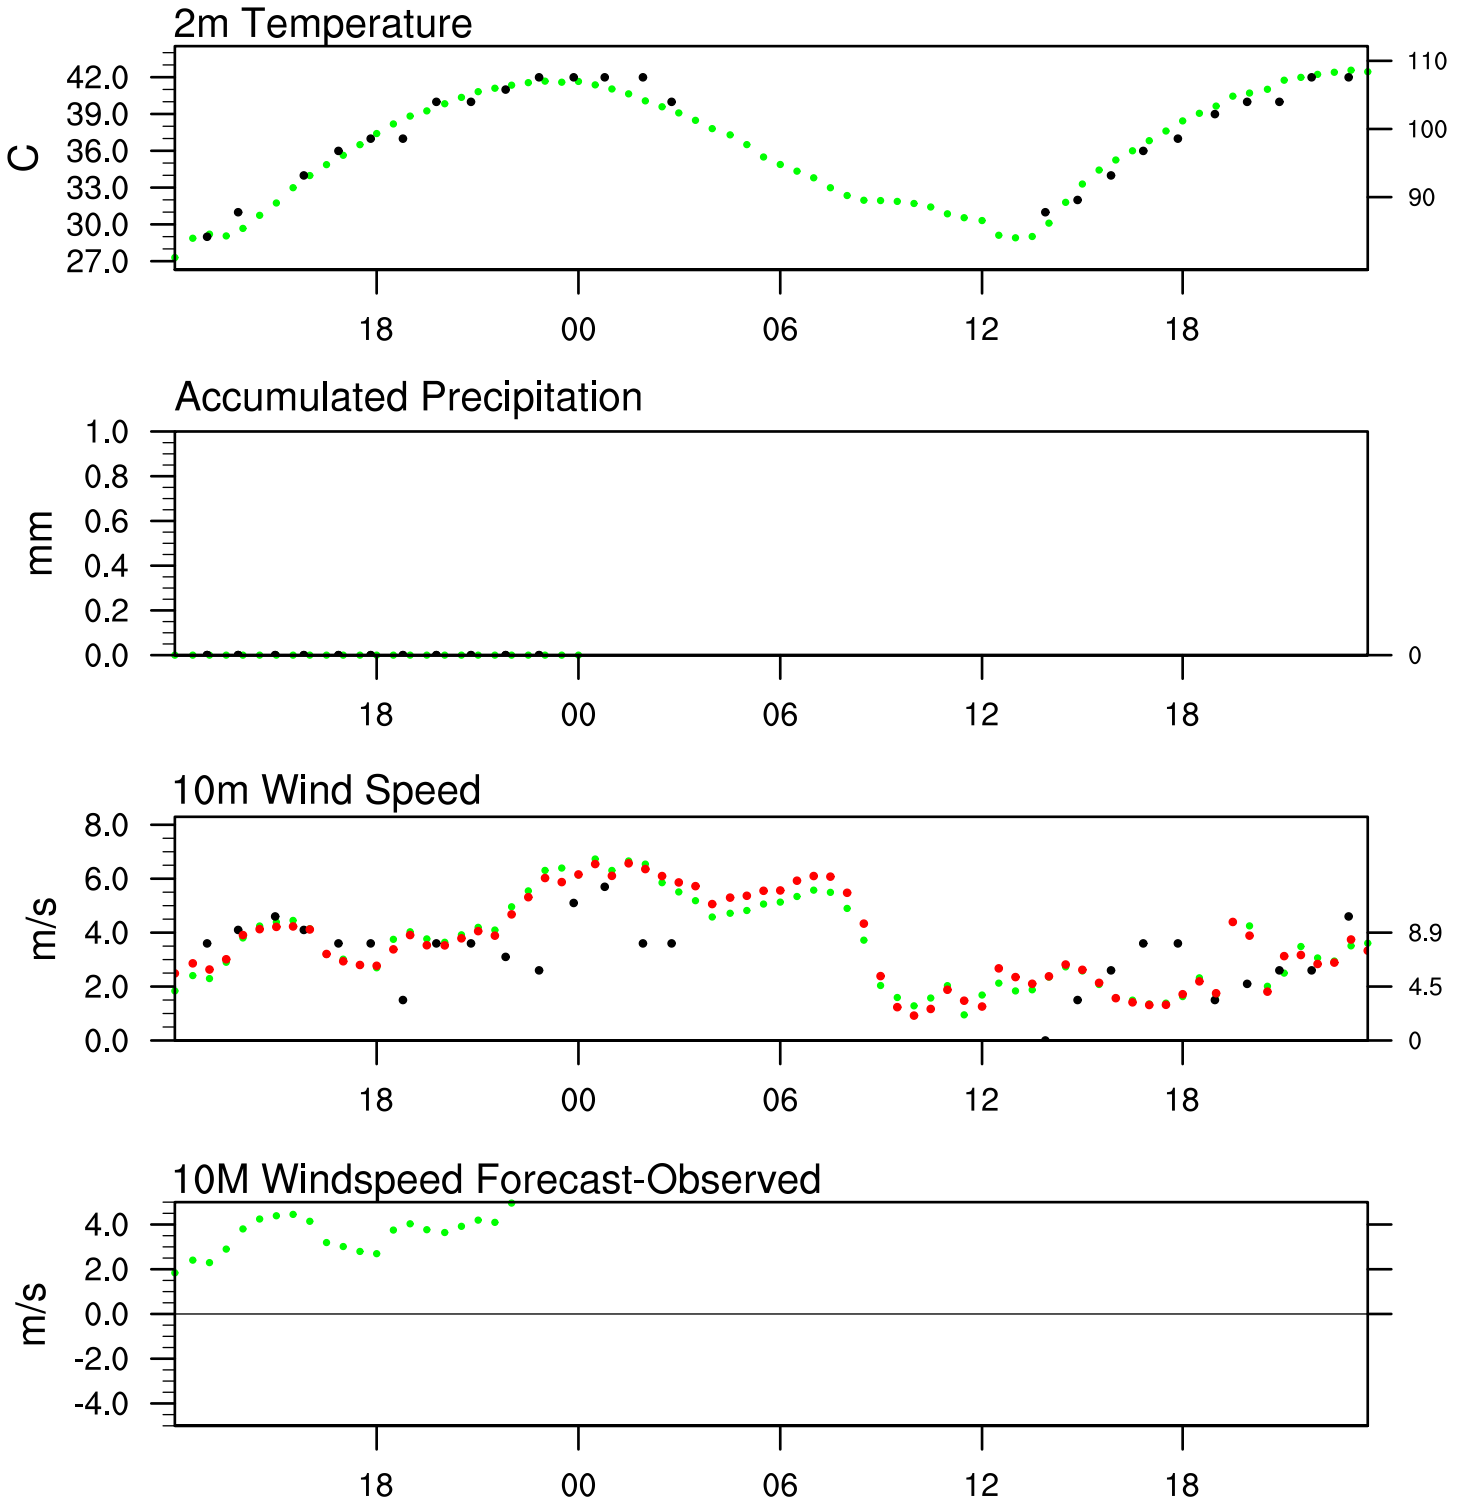 2m Temperature
42.0
39.0
36.0
33.0
30.0
27.0
C
110
100
90
18 00 06 12 18
Accumulated Precipitation
1.0
0.8
0.6
0.4
0.2
0.0
mm
0
18 00 06 12 18
10m Wind Speed
8.0
6.0
4.0
2.0
0.0
m/s
8.9
4.5
0
18 00 06 12 18
10M Windspeed Forecast-Observed
4.0
2.0
0.0
-2.0
-4.0
m/s
18 00 06 12 18